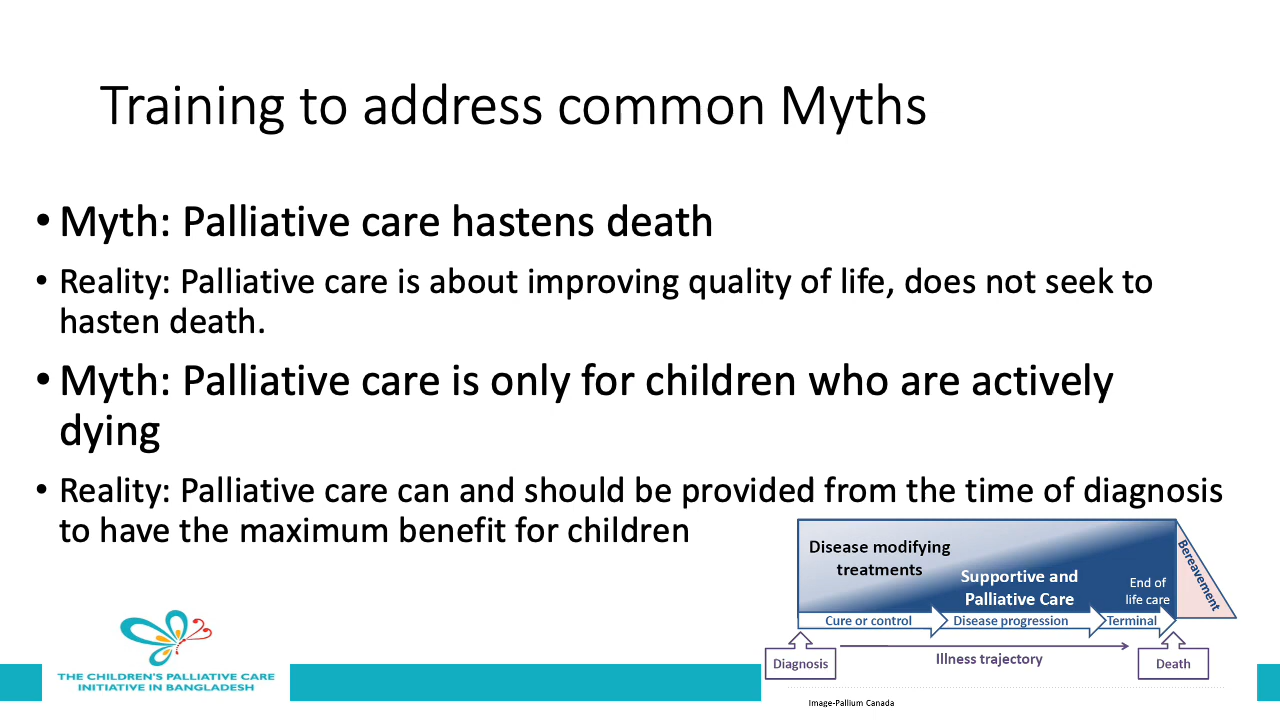 Training to address common Myths
• Myth: Palliative care hastens death
• Reality: Palliative care is about improving quality of life, does not seek to
hasten death.
• Myth: Palliative care is only for children who are actively
dying
• Reality: Palliative care can and should be provided from the time of diagnosis
to have the maximum benefit for children
Disease modifying
treatments
Supportive and
Palliative Care
End of
life care
Bereavement
Cure or control
Disease progression
Terminal
Diagnosis
Illness trajectory
Death
THE CHILDREN'S PALLIATIVE CARE
INITIATIVE IN BANGLADESH
Image-Pallium Canada